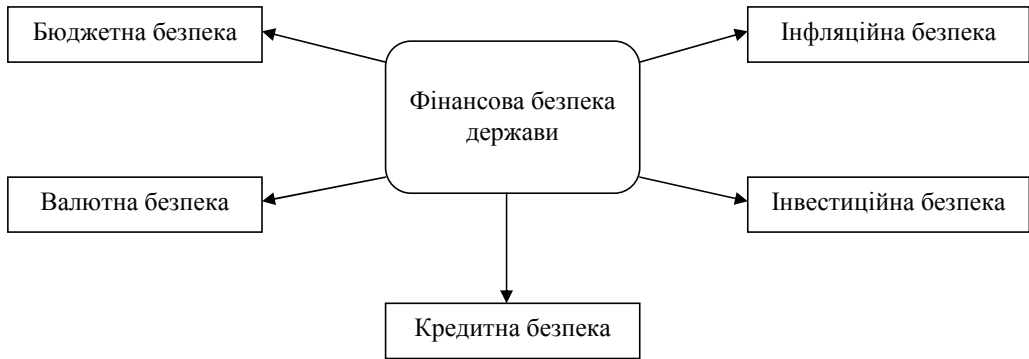 Бюджетна безпека
Інфляційна безпека
Фінансова безпека
держави
Валютна безпека
Інвестиційна безпека
Кредитна безпека